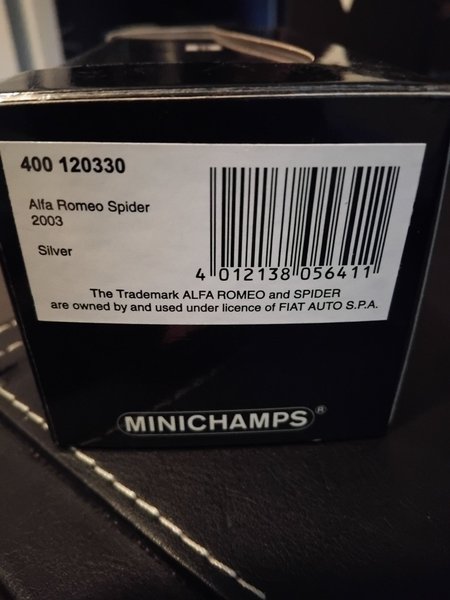 400 120330
Alfa Romeo Spider
2003
Silver
4 012138 056411
The Trademark ALFA ROMEO and SPIDER
are owned by and used under licence of FIAT AUTO S.P.A.
MINICHAMPS®